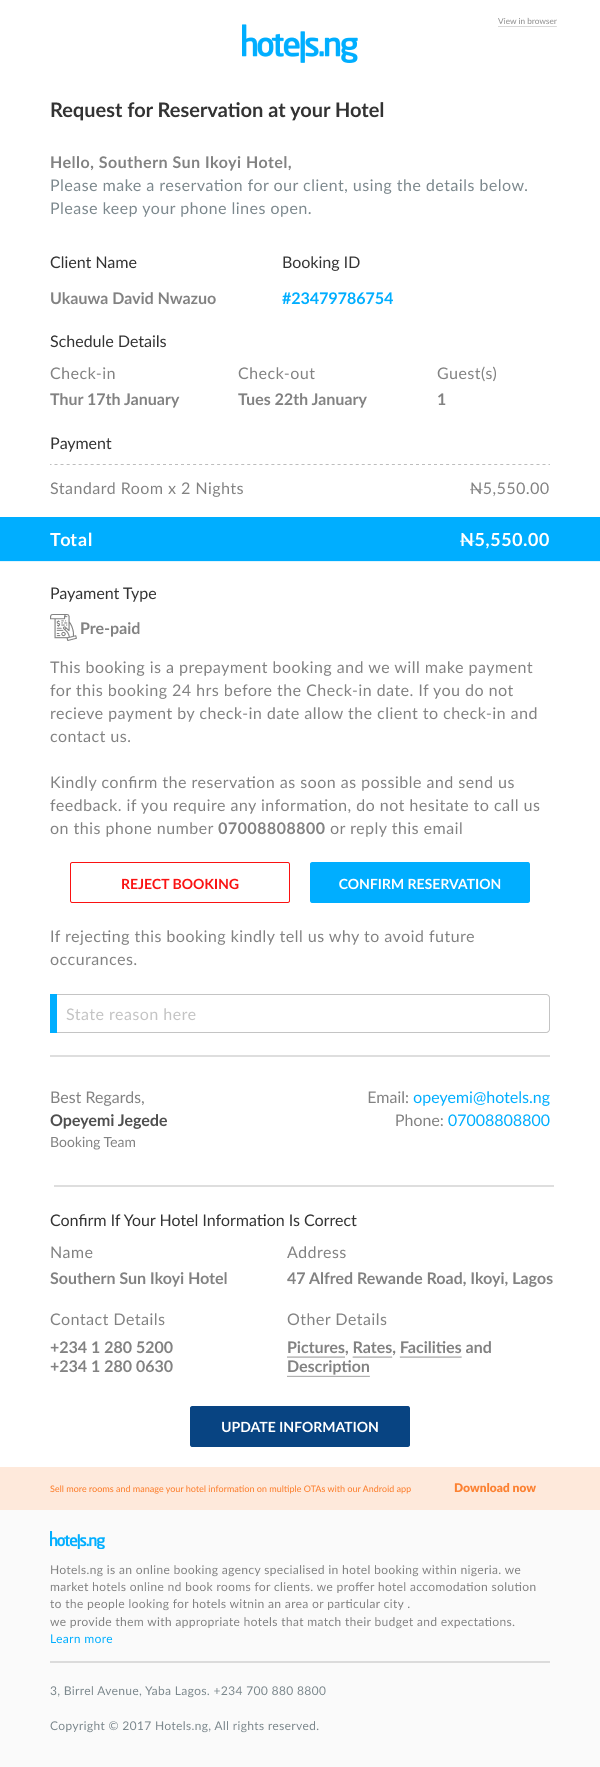 View in browser
hotels.ng
Request for Reservation at your Hotel
Hello, Southern Sun Ikoyi Hotel,
Please make a reservation for our client, using the details below.
Please keep your phone lines open.
Client Name Booking ID
Ukauwa David Nwazuo #23479786754
Schedule Details
Check-in Check-out Guest(s)
Thur 17th January Tues 22th January 1
Payment
Standard Room x 2 Nights ₦5,550.00
Total ₦5,550.00
Payament Type
Pre-paid
This booking is a prepayment booking and we will make payment
for this booking 24 hrs before the Check-in date. If you do not
recieve payment by check-in date allow the client to check-in and
contact us.
Kindly confirm the reservation as soon as possible and send us
feedback. if you require any information, do not hesitate to call us
on this phone number 07008808800 or reply this email
REJECT BOOKING CONFIRM RESERVATION
If rejecting this booking kindly tell us why to avoid future
occurances.
State reason here
Best Regards, Email: opeyemi@hotels.ng
Opeyemi Jegede Phone: 07008808800
Booking Team
Confirm If Your Hotel Information Is Correct
Name Address
Southern Sun Ikoyi Hotel 47 Alfred Rewande Road, Ikoyi, Lagos
Contact Details Other Details
+234 1 280 5200 Pictures, Rates, Facilities and
+234 1 280 0630 Description
UPDATE INFORMATION
Sell more rooms and manage your hotel information on multiple OTAs with our Android app Download now
hotels.ng
Hotels.ng is an online booking agency specialised in hotel booking within nigeria. we
market hotels online nd book rooms for clients. we proffer hotel accomodation solution
to the people looking for hotels witnin an area or particular city .
we provide them with appropriate hotels that match their budget and expectations.
Learn more
3, Birrel Avenue, Yaba Lagos. +234 700 880 8800
Copyright © 2017 Hotels.ng, All rights reserved.